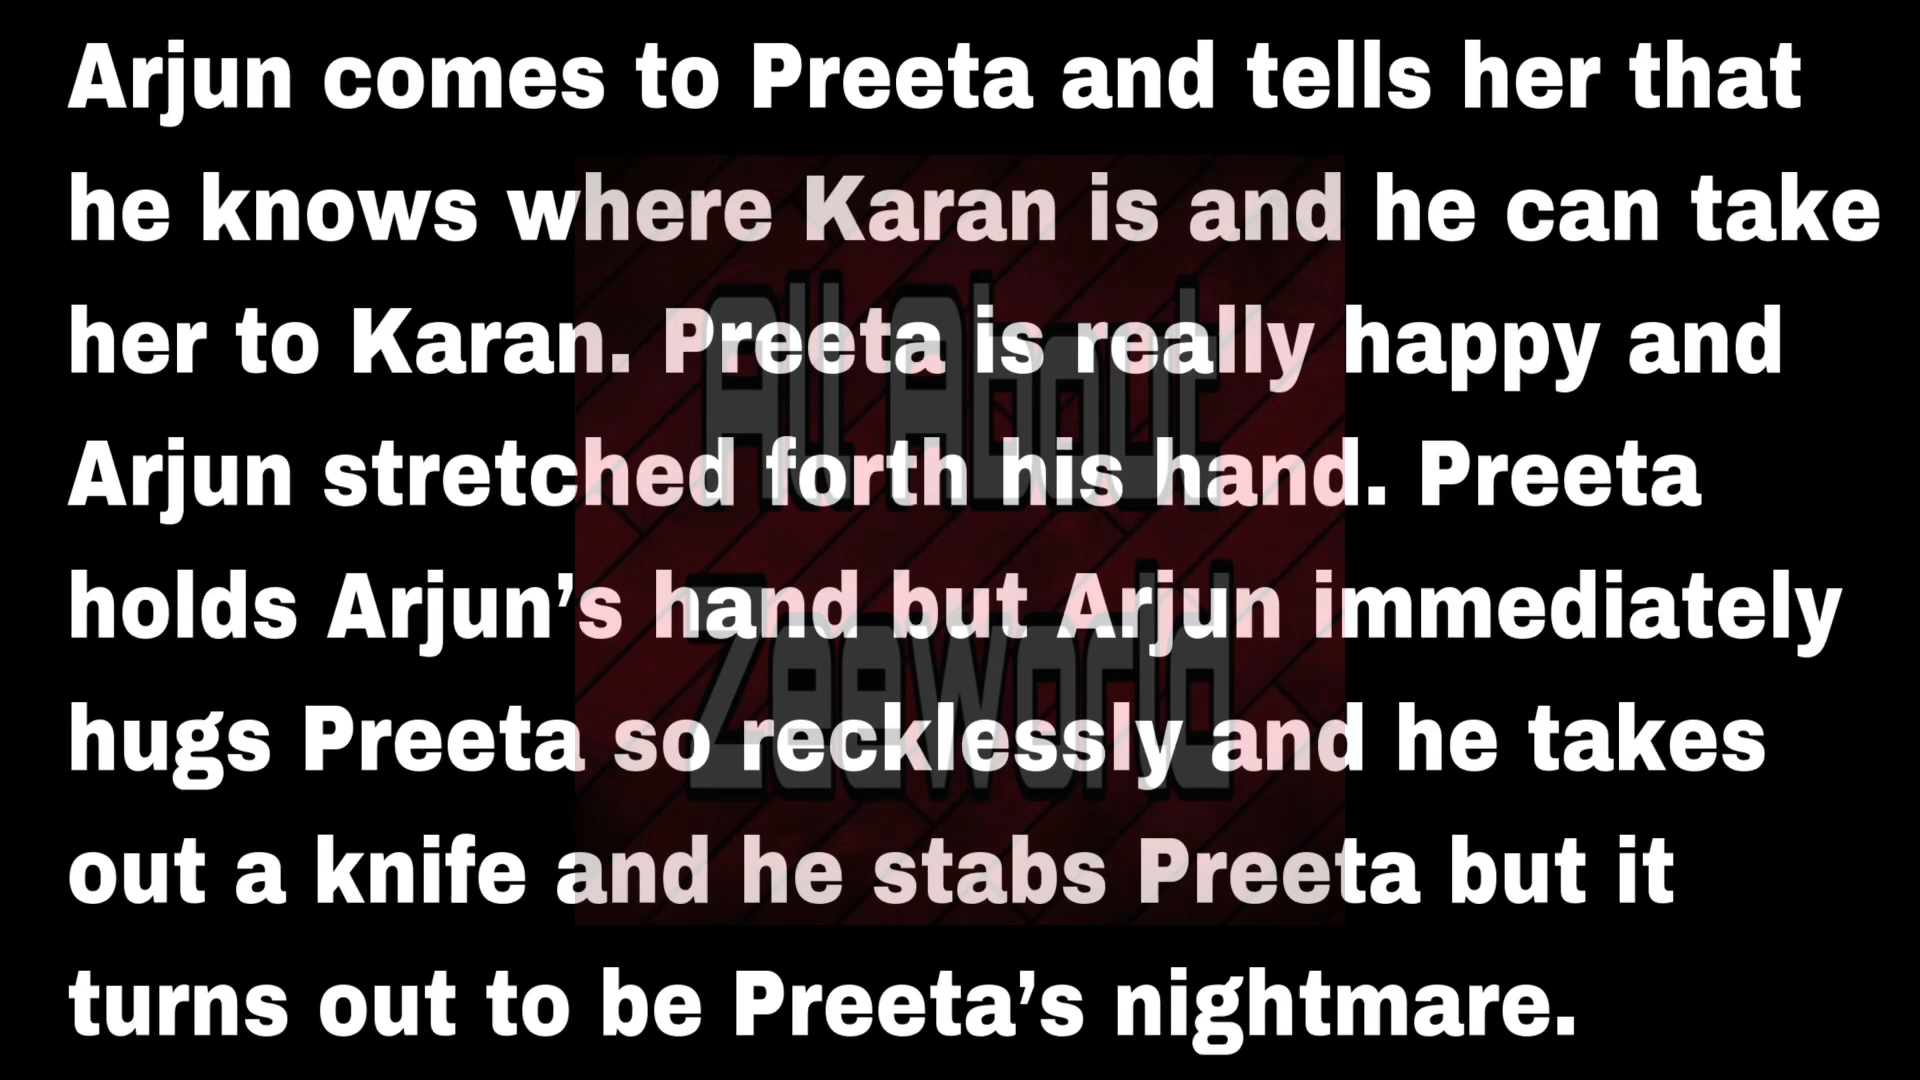 Arjun comes to Preeta and tells her that
he knows where Karan is and he can take
her to Karan. Preeta is really happy and
Arjun stretched forth his hand. Preeta
holds Arjun’s hand but Arjun immediately
hugs Preeta so recklessly and he takes
out a knife and he stabs Preeta but it
turns out to be Preeta’s nightmare.
All About
Zeeworld